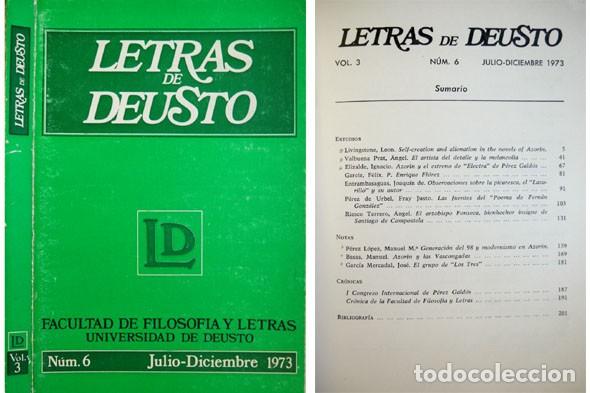 LETRAS DE DEUSTO
LD
Vol. 3
LETRAS
DE
DEUSTO
LD
FACULTAD DE FILOSOFIA Y LETRAS
UNIVERSIDAD DE DEUSTO
Núm. 6 Julio-Diciembre 1973
LETRAS DE DEUSTO
VOL. 3 NÚM. 6 JULIO-DICIEMBRE 1973
Sumario
ESTUDIOS
Livingstone, Leon. Self-creation and alienation in the novels of Azorín. 5
Valbuena Prat, Ángel. El artista del detalle y la melancolía ... 41
Elizalde, Ignacio. Azorín y el estreno de "Electra" de Pérez Galdós ... 67
García, Félix. P. Enrique Flórez ... 81
Entrambasaguas, Joaquín de. Observaciones sobre la picaresca, el "Laza-
rillo" y su autor ... 91
Pérez de Urbel, Fray Justo. Las fuentes del "Poema de Fernán
González" ... 103
Riesco Terrero, Ángel. El arzobispo Fonseca, bienhechor insigne de
Santiago de Compostela ... 131
NOTAS
Pérez López, Manuel M.ª Generación del 98 y modernismo en Azorín. 159
Basas, Manuel. Azorín y las Vascongadas ... 169
García Mercadal, José. El grupo de "Los Tres" ... 181
CRÓNICAS
I Congreso Internacional de Pérez Galdós ... 187
Crónica de la Facultad de Filosofía y Letras ... 191
BIBLIOGRAFÍA ... 201
todocoleccion